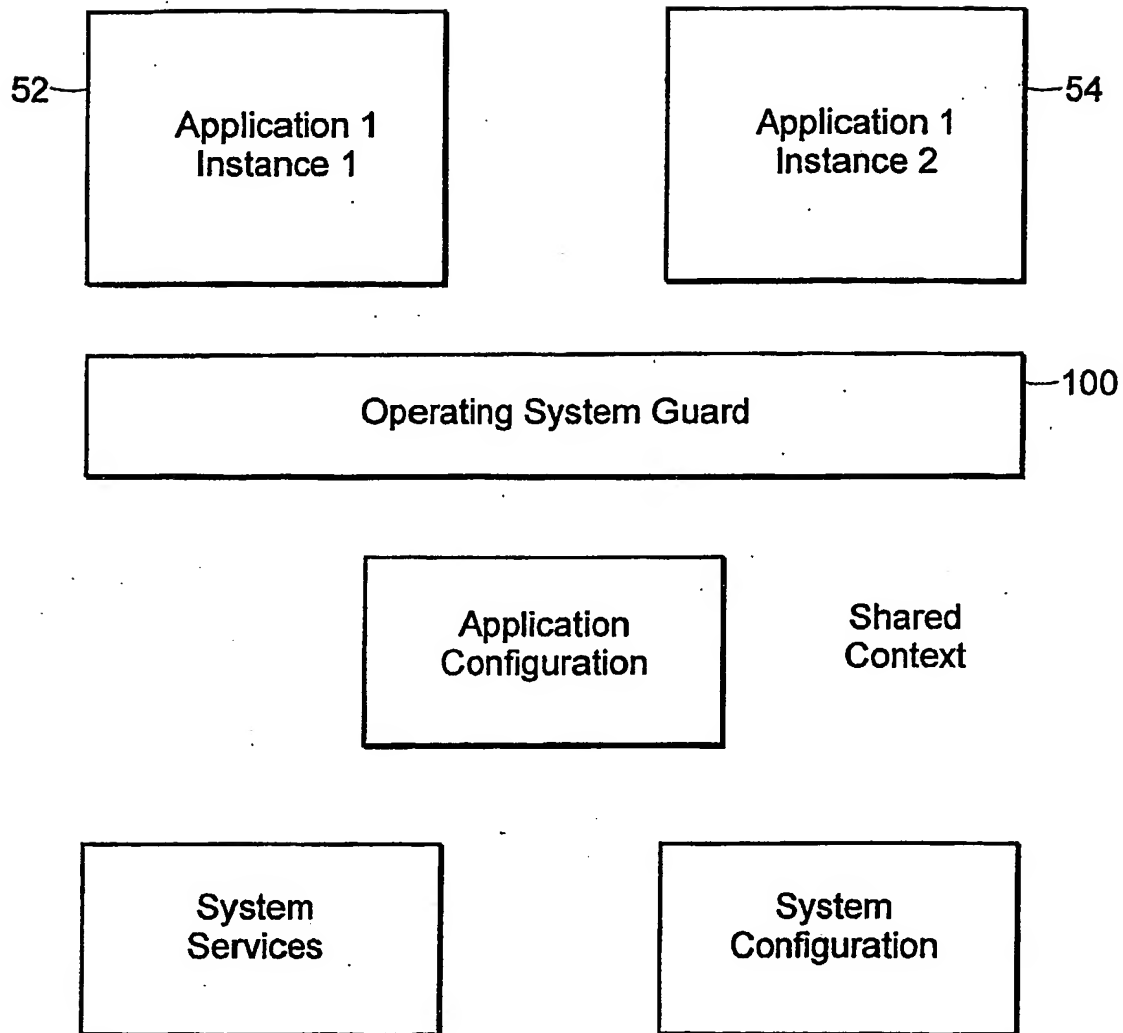 52
Application 1
Instance 1
Application 1
Instance 2
54
Operating System Guard
100
Application
Configuration
Shared
Context
System
Services
System
Configuration